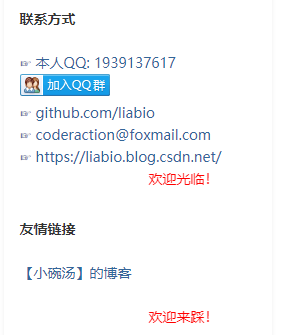 联系方式
☞ 本人QQ: 1939137617
加入QQ群
☞ github.com/liabio
☞ coderaction@foxmail.com
☞ https://liabio.blog.csdn.net/
欢迎光临!
友情链接
【小碗汤】的博客
欢迎来踩!